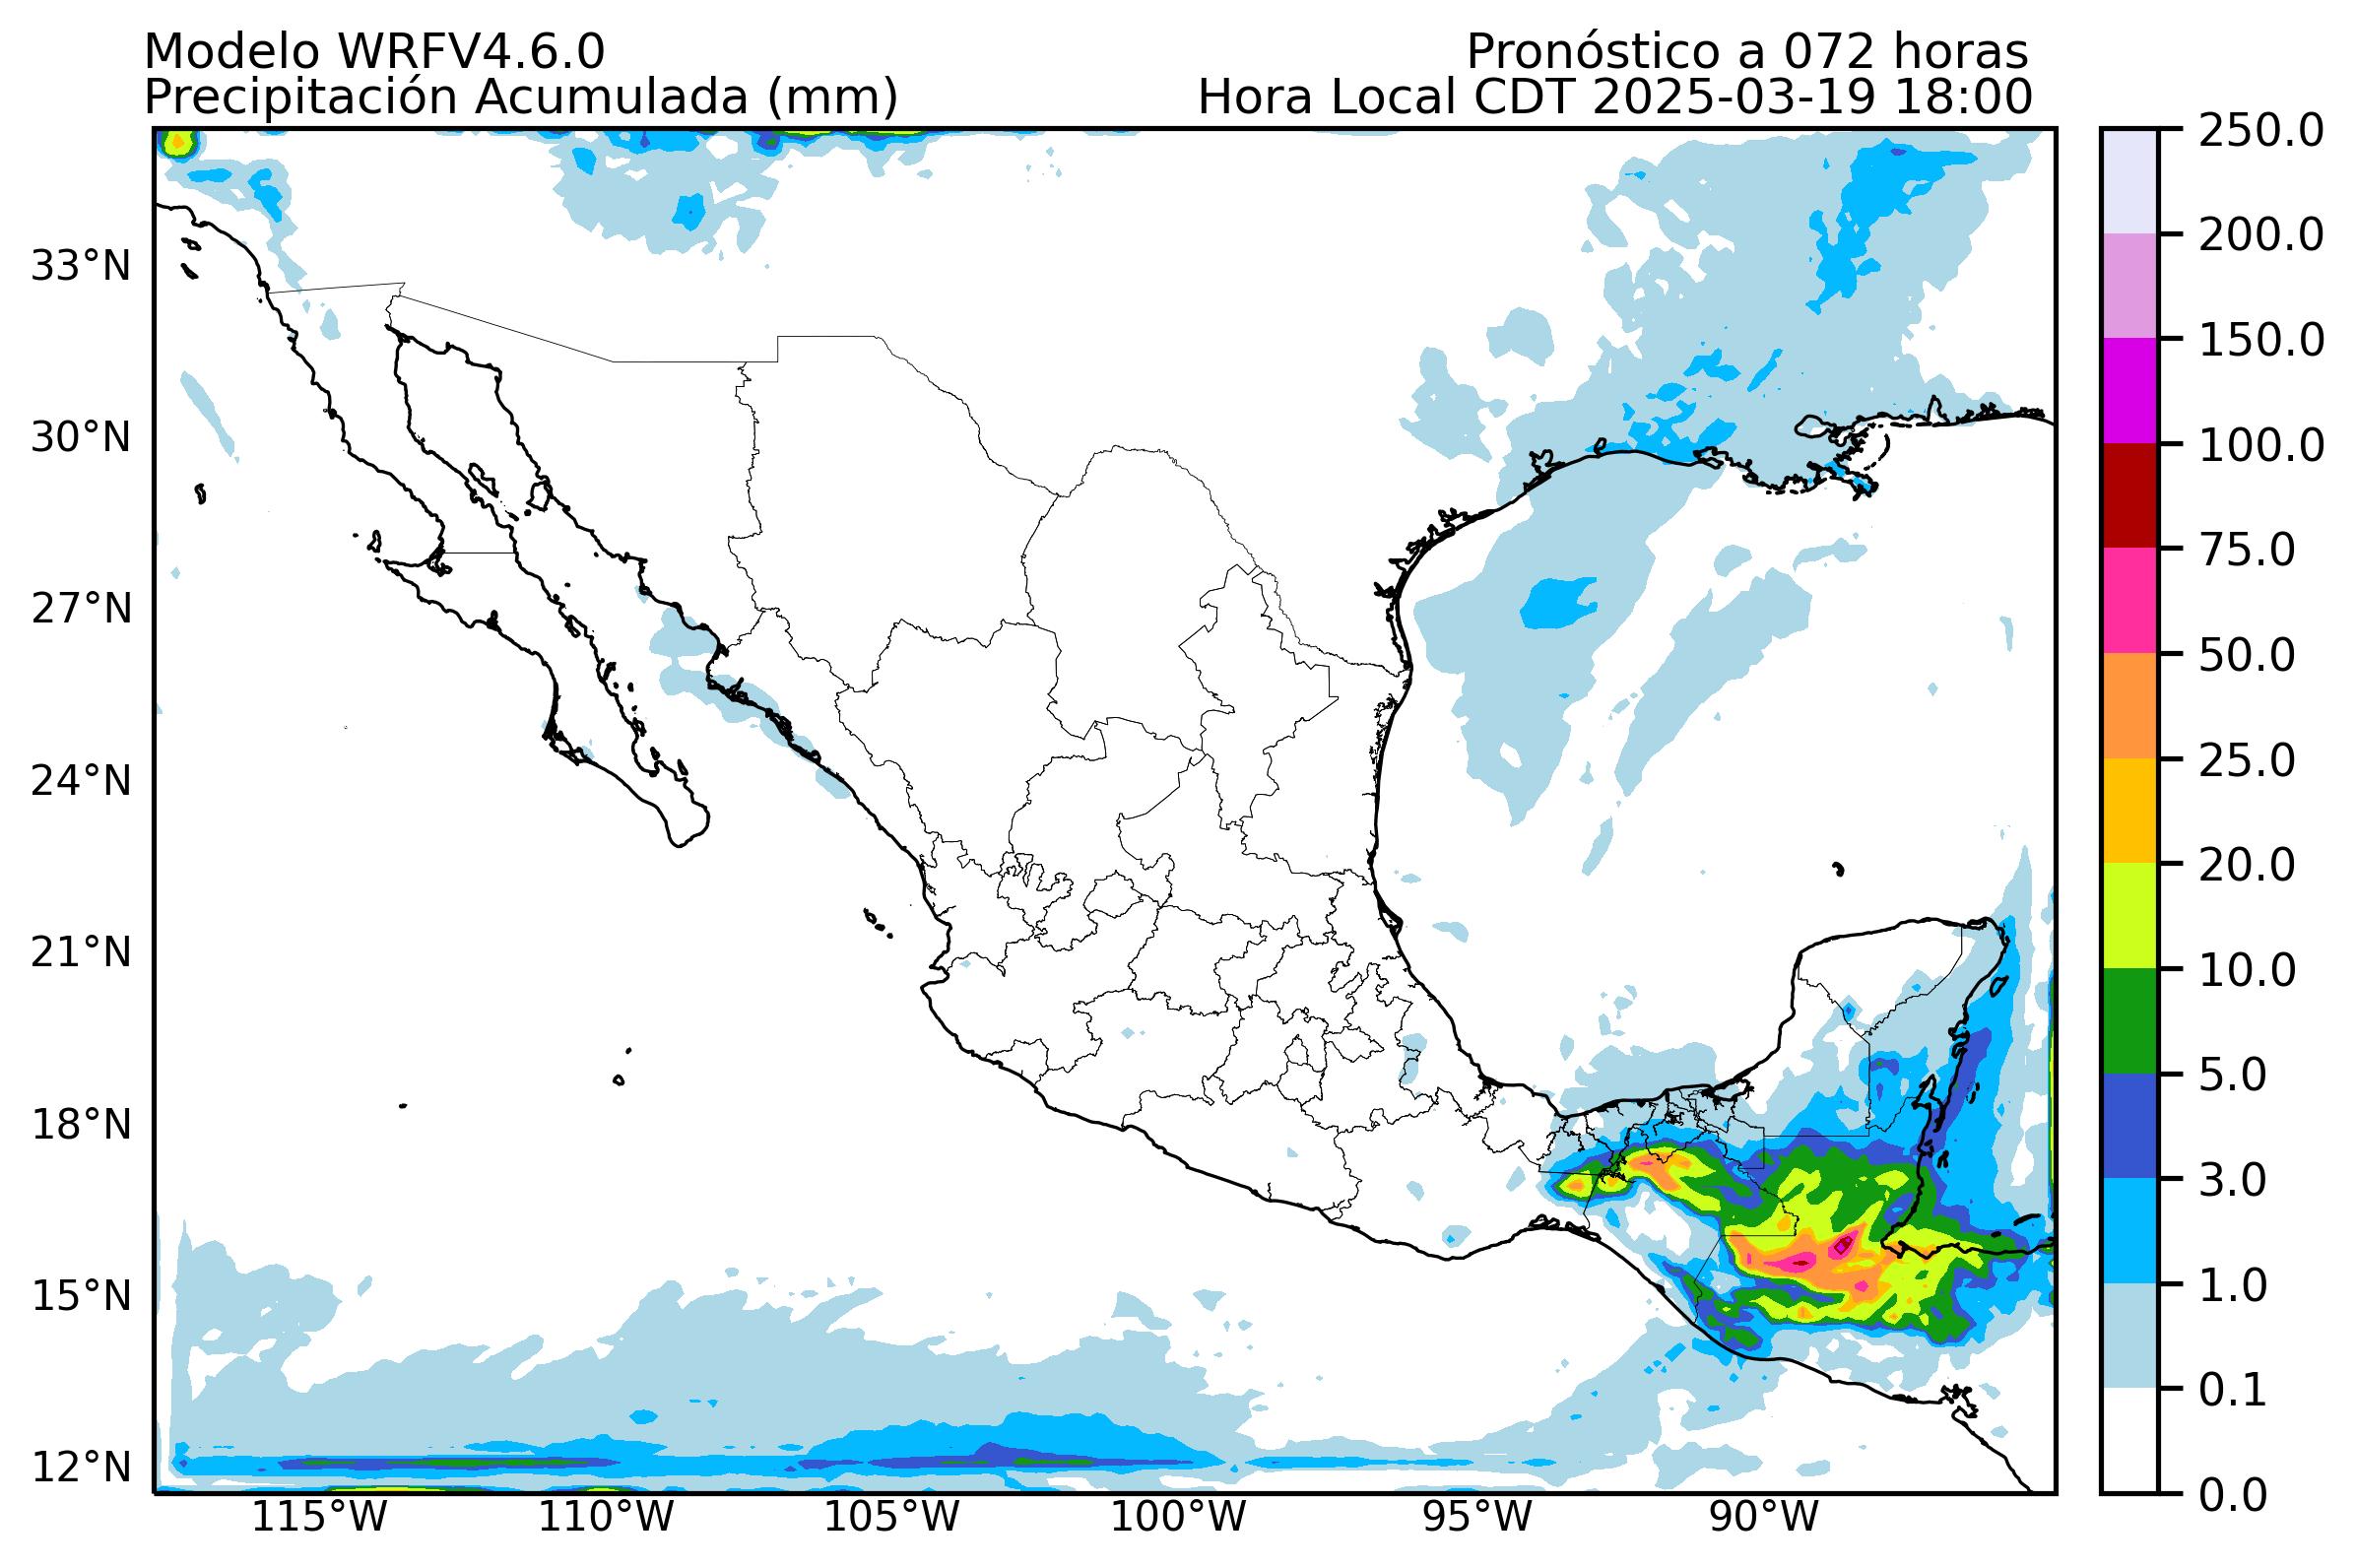 Modelo WRFV4.6.0
Pronóstico a 072 horas
Precipitación Acumulada (mm)
Hora Local CDT 2025-03-19 18:00
33°N
30°N
27°N
24°N
21°N
18°N
15°N
12°N
115°W
110°W
105°W
100°W
95°W
90°W
250.0
200.0
150.0
100.0
75.0
50.0
25.0
20.0
10.0
5.0
3.0
1.0
0.1
0.0